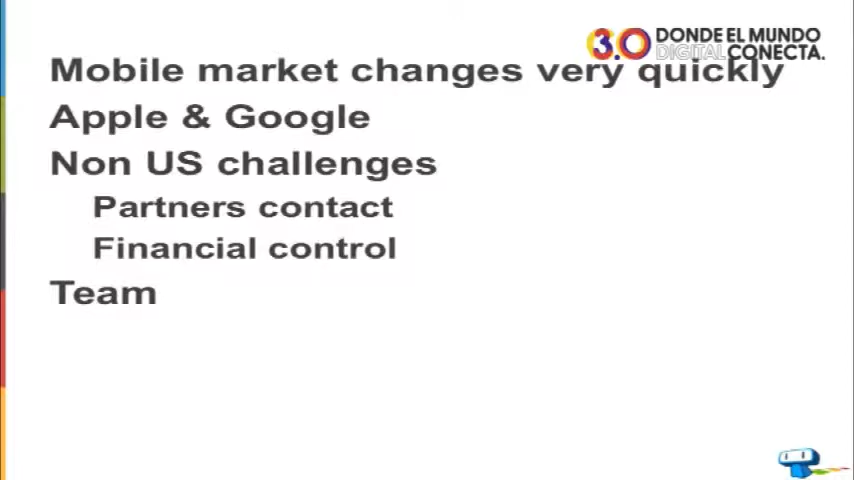 3.0 DONDE EL MUNDO
DIGITAL CONECTA.
Mobile market changes very quickly
Apple & Google
Non US challenges
Partners contact
Financial control
Team